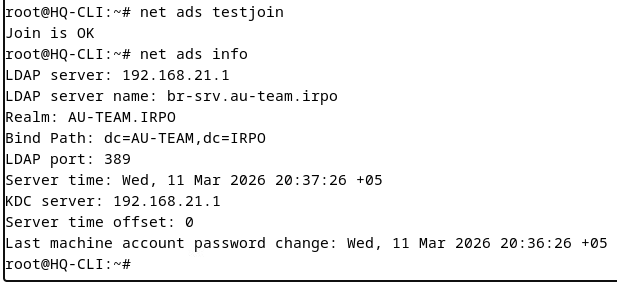 root@HQ-CLI:~# net ads testjoin
Join is OK
root@HQ-CLI:~# net ads info
LDAP server: 192.168.21.1
LDAP server name: br-srv.au-team.irpo
Realm: AU-TEAM.IRPO
Bind Path: dc=AU-TEAM,dc=IRPO
LDAP port: 389
Server time: Wed, 11 Mar 2026 20:37:26 +05
KDC server: 192.168.21.1
Server time offset: 0
Last machine account password change: Wed, 11 Mar 2026 20:36:26 +05
root@HQ-CLI:~#